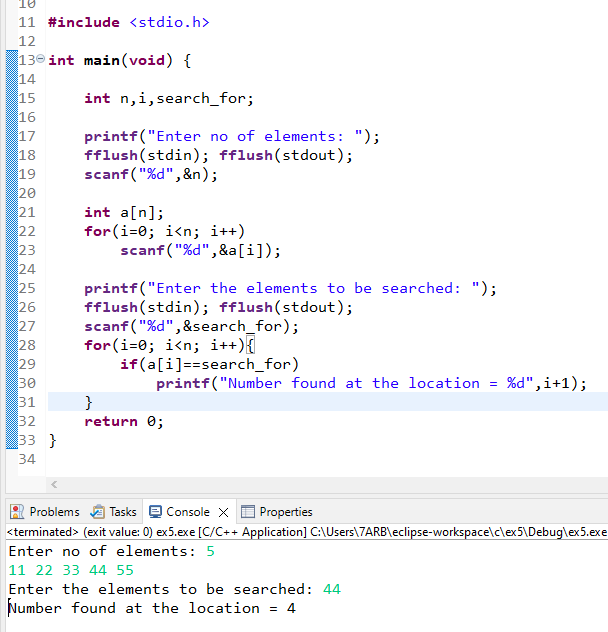 10
11 #include <stdio.h>
12
13 int main(void) {
14
15     int n,i,search_for;
16
17     printf("Enter no of elements: ");
18     fflush(stdin); fflush(stdout);
19     scanf("%d",&n);
20
21     int a[n];
22     for(i=0; i<n; i++)
23         scanf("%d",&a[i]);
24
25     printf("Enter the elements to be searched: ");
26     fflush(stdin); fflush(stdout);
27     scanf("%d",&search_for);
28     for(i=0; i<n; i++){
29         if(a[i]==search_for)
30             printf("Number found at the location = %d",i+1);
31     }
32     return 0;
33 }
34
Problems Tasks Console Properties
<terminated> (exit value: 0) ex5.exe [C/C++ Application] C:\Users\7ARB\eclipse-workspace\c\ex5\Debug\ex5.exe
Enter no of elements: 5
11 22 33 44 55
Enter the elements to be searched: 44
Number found at the location = 4